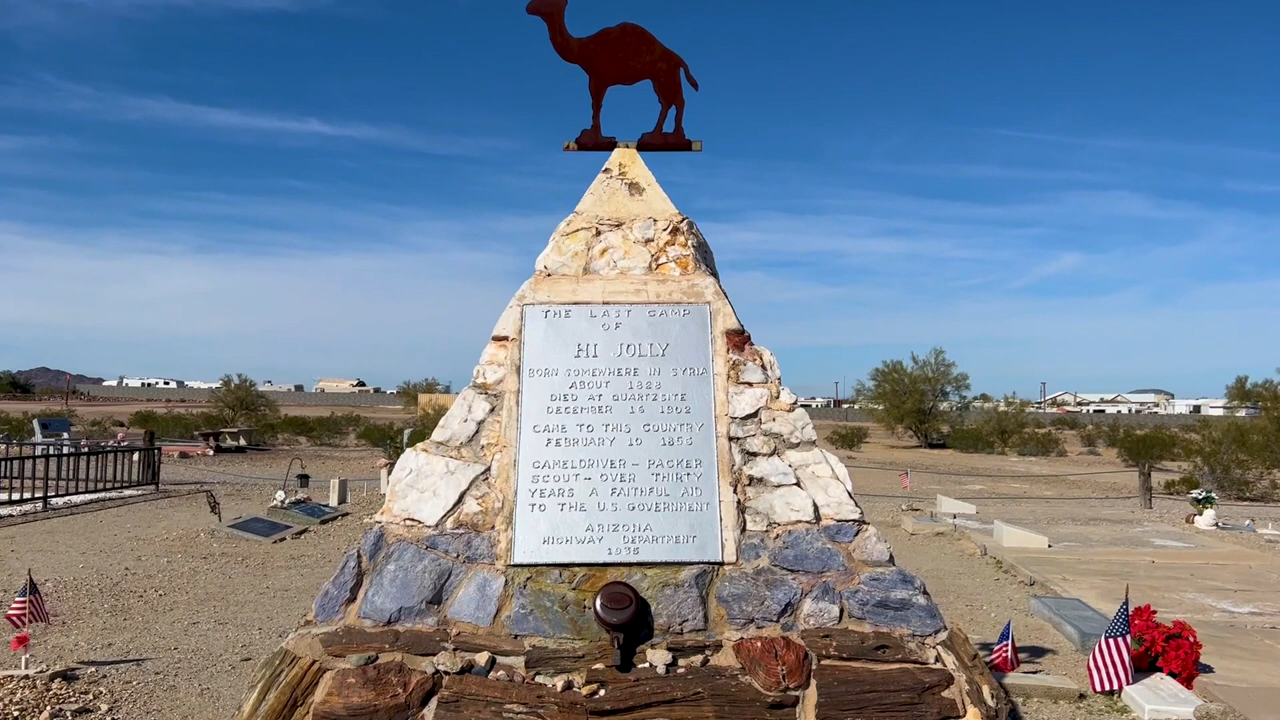 THE LAST CAMP
OF
HI JOLLY
BORN SOMEWHERE IN SYRIA
ABOUT 1828
DIED AT QUARTZSITE
DECEMBER 16 1902
CAME TO THIS COUNTRY
FEBRUARY 10 1856
CAMELDRIVER – PACKER
SCOUT – OVER THIRTY
YEARS A FAITHFUL AID
TO THE U.S. GOVERNMENT
ARIZONA
HIGHWAY DEPARTMENT
1935